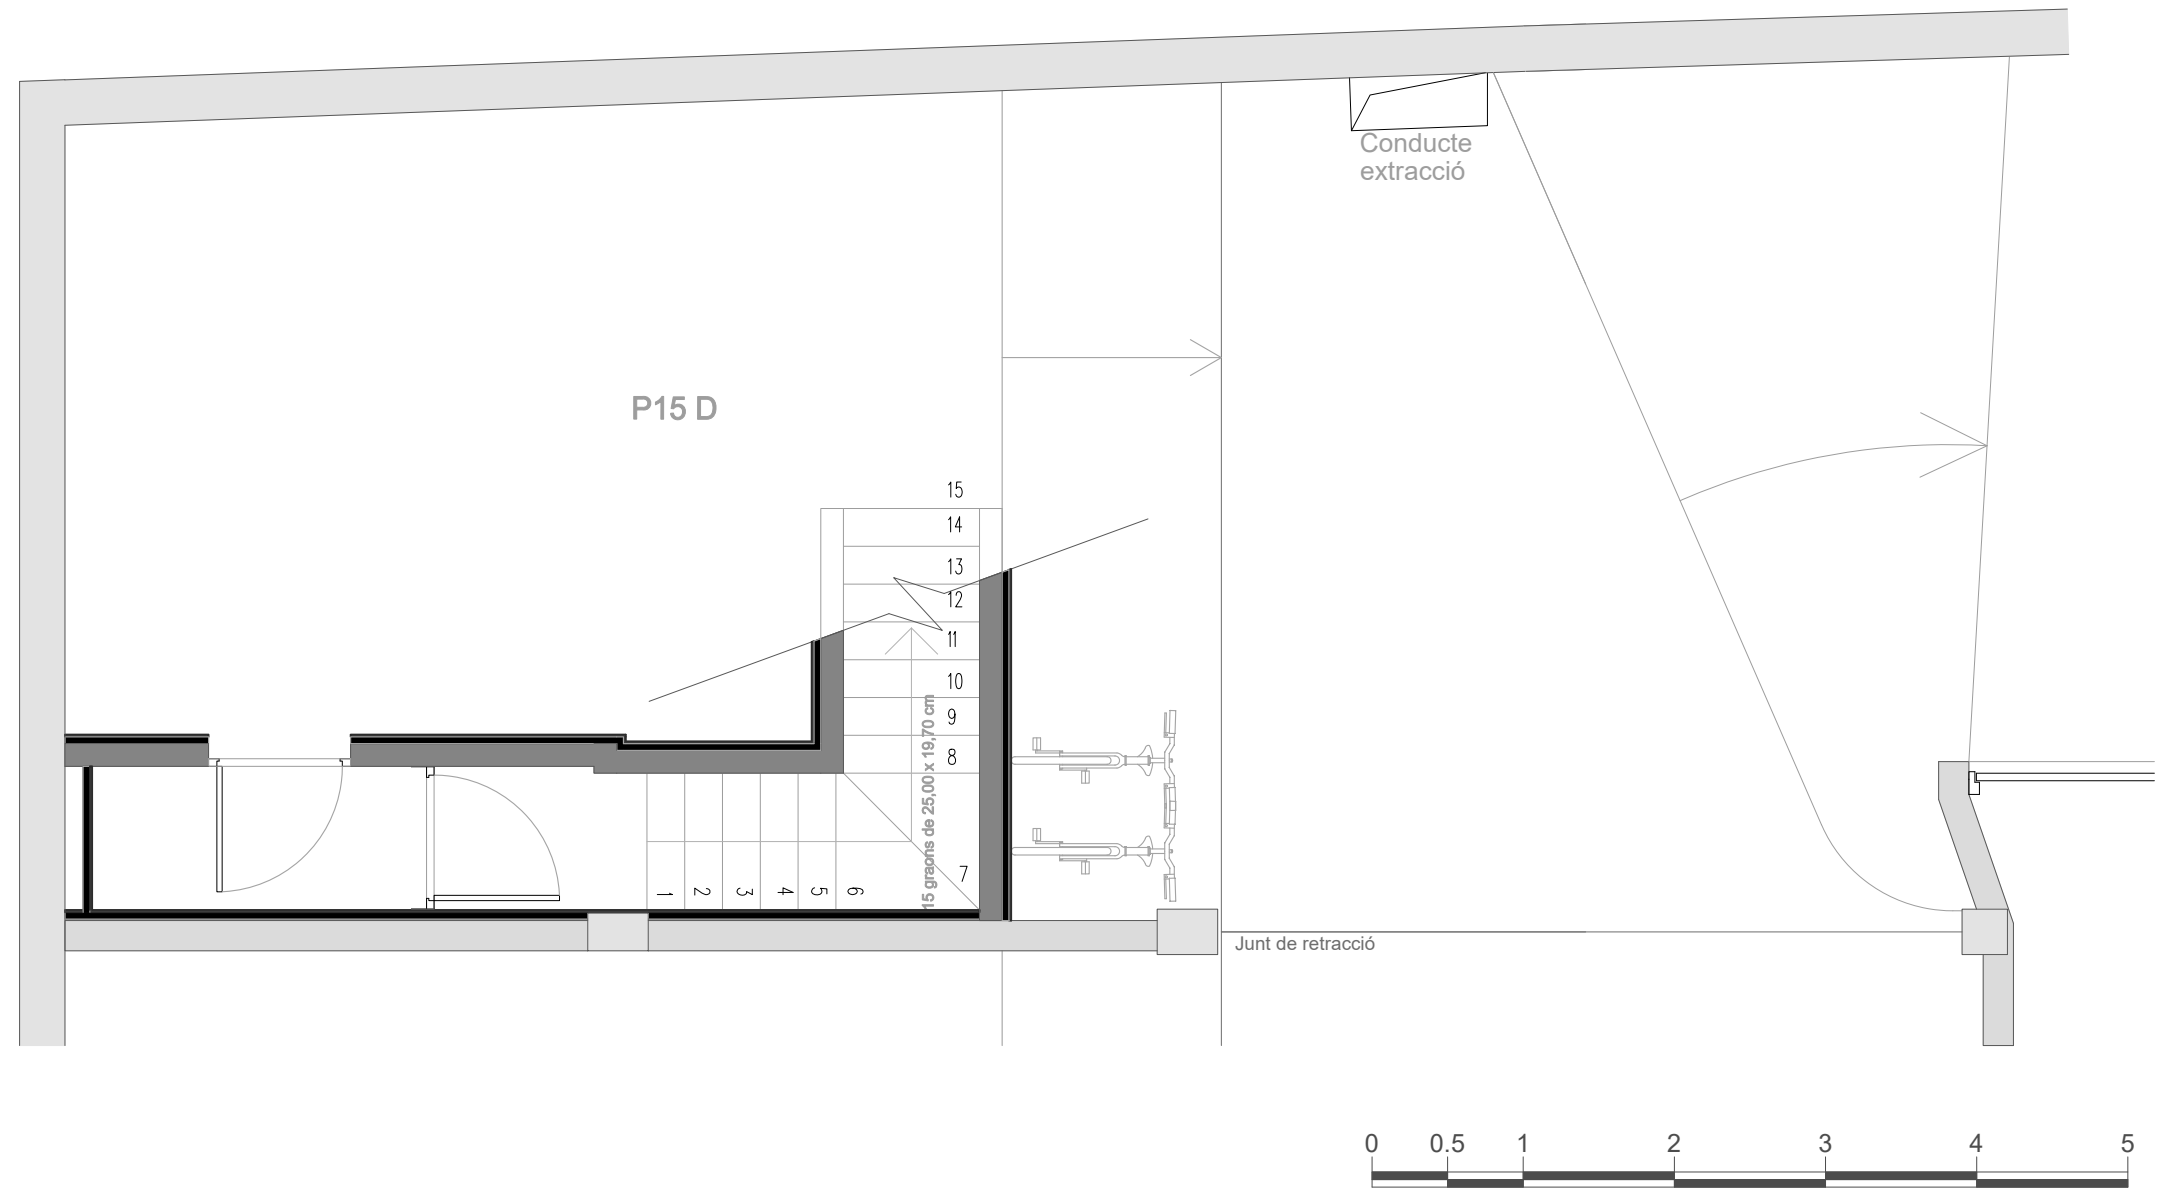 Conducte
extracció
P15 D
15
14
13
12
11
10
9
8
7
15 graons de 25,00 x 19,70 cm
1 2 3 4 5 6
Junt de retracció
0 0.5 1 2 3 4 5